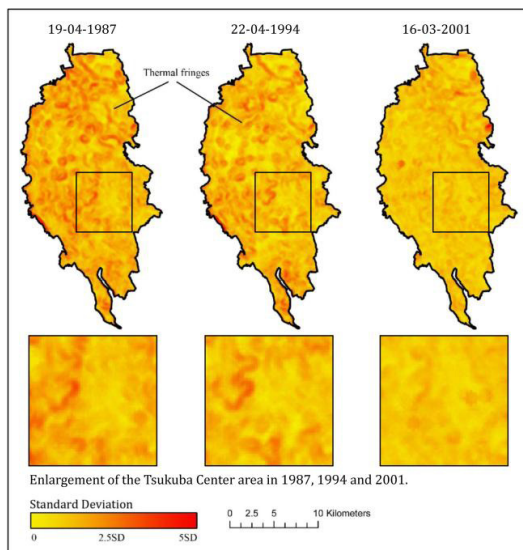 19-04-1987 22-04-1994 16-03-2001
Thermal fringes
Enlargement of the Tsukuba Center area in 1987, 1994 and 2001.
Standard Deviation
0 2.5SD 5SD
0 2.5 5 10 Kilometers